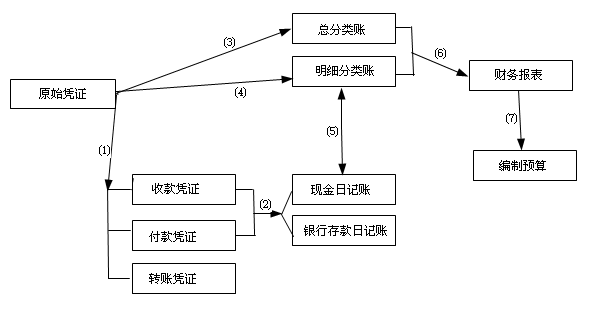 总分类账
(3)
(6)
明细分类账
财务报表
原始凭证
(4)
(7)
(5)
(1)
编制预算
收款凭证
现金日记账
(2)
付款凭证
银行存款日记账
转账凭证